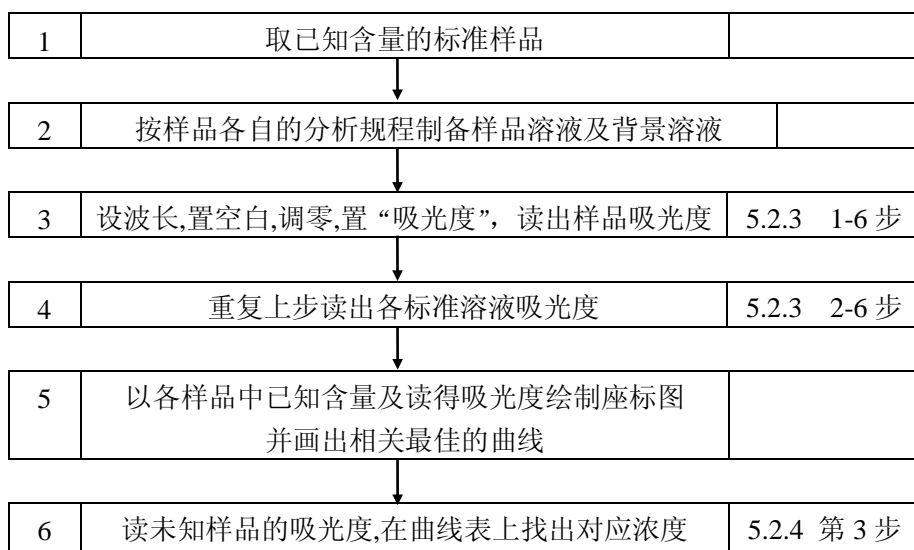 1 取已知含量的标准样品
2 按样品各自的分析规程制备样品溶液及背景溶液
3 设波长,置空白,调零,置“吸光度”，读出样品吸光度 5.2.3 1-6 步
4 重复上步读出各标准溶液吸光度 5.2.3 2-6 步
5 以各样品中已知含量及读得吸光度绘制座标图
并画出相关最佳的曲线
6 读未知样品的吸光度,在曲线表上找出对应浓度 5.2.4 第 3 步